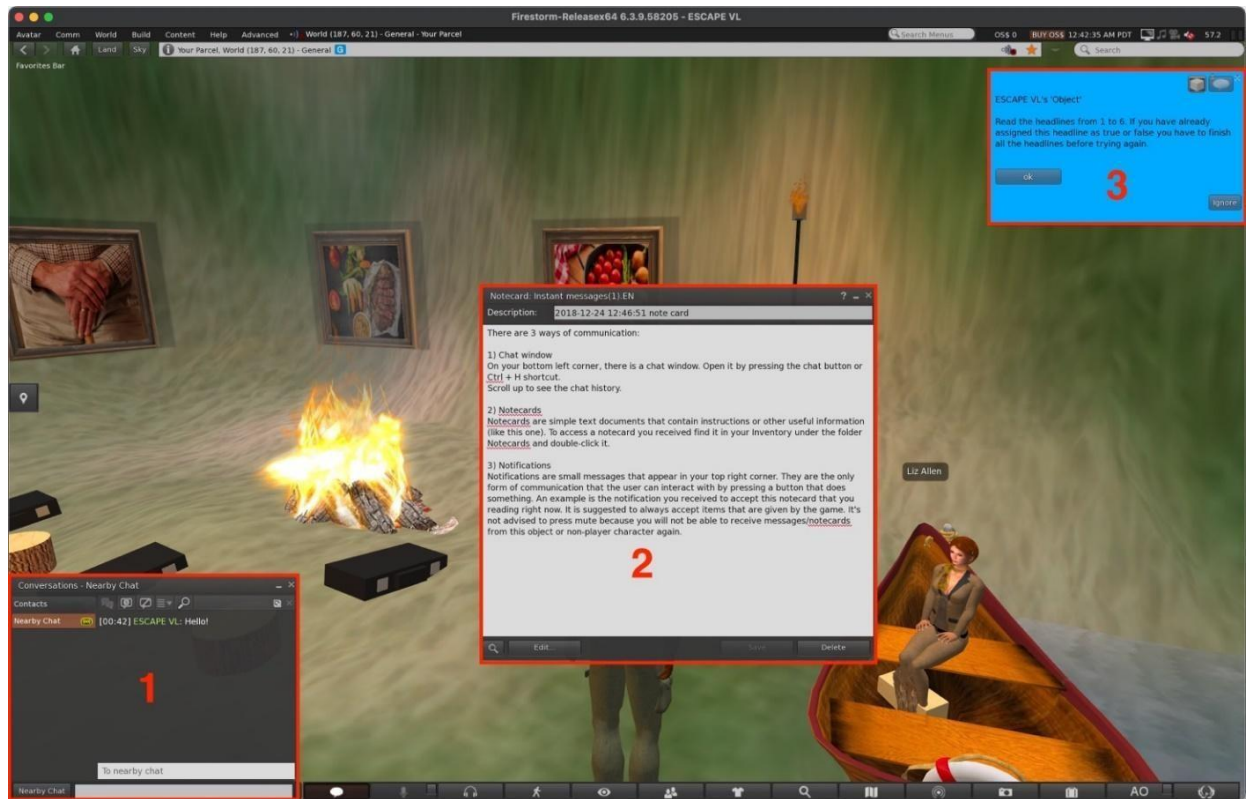 Firestorm-Releasex64 6.3.9.58205 - ESCAPE VL
Avatar Comm World Build Content Help Advanced World (187, 60, 21) - General - Your Parcel Search Menus OS$ 0 BUY OS$ 12:42:35 AM PDT 57.2
Land Sky Your Parcel, World (187, 60, 21) - General G Search
Favorites Bar
ESCAPE VL's 'Object'
Read the headlines from 1 to 6. If you have already
assigned this headline as true or false you have to finish
all the headlines before trying again.
ok
3
Ignore
Notecard: Instant messages(1).EN
Description: 2018-12-24 12:46:51 note card
There are 3 ways of communication:
1) Chat window
On your bottom left corner, there is a chat window. Open it by pressing the chat button or
Ctrl + H shortcut.
Scroll up to see the chat history.
2) Notecards
Notecards are simple text documents that contain instructions or other useful information
(like this one). To access a notecard you received find it in your Inventory under the folder
Notecards and double-click it.
3) Notifications
Notifications are small messages that appear in your top right corner. They are the only
form of communication that the user can interact with by pressing a button that does
something. An example is the notification you received to accept this notecard that you
reading right now. It is suggested to always accept items that are given by the game. It's
not advised to press mute because you will not be able to receive messages/notecards
from this object or non-player character again.
2
Edit... Save Delete
Liz Allen
Conversations - Nearby Chat
Contacts
Nearby Chat [00:42] ESCAPE VL: Hello!
1
To nearby chat
Nearby Chat
AO